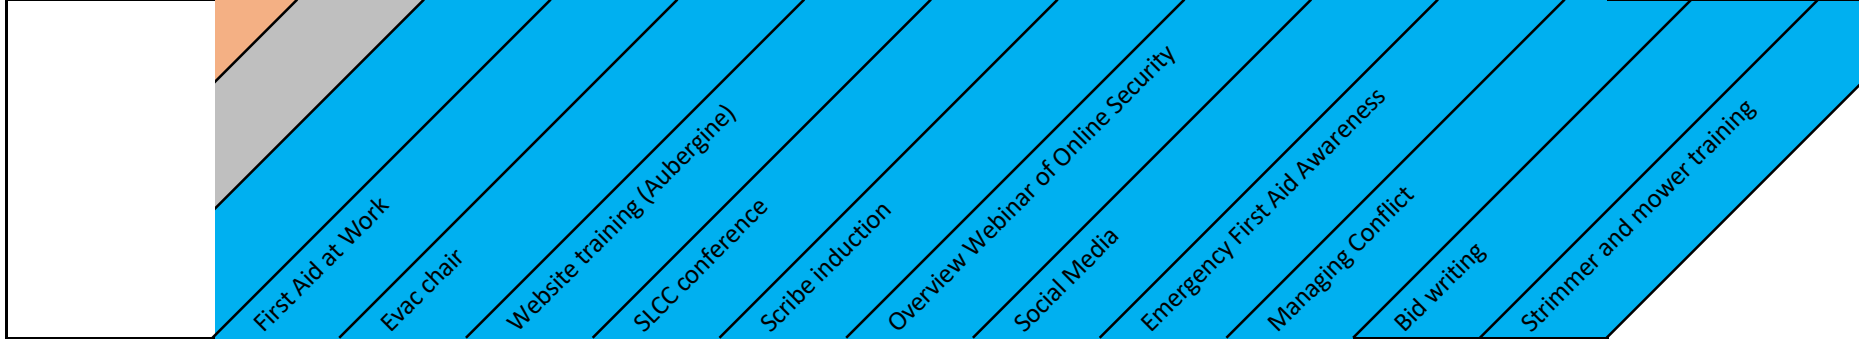 First Aid at Work
Evac chair
Website training (Aubergine)
SLCC conference
Scribe induction
Overview Webinar of Online Security
Social Media
Emergency First Aid Awareness
Managing Conflict
Bid writing
Strimmer and mower training